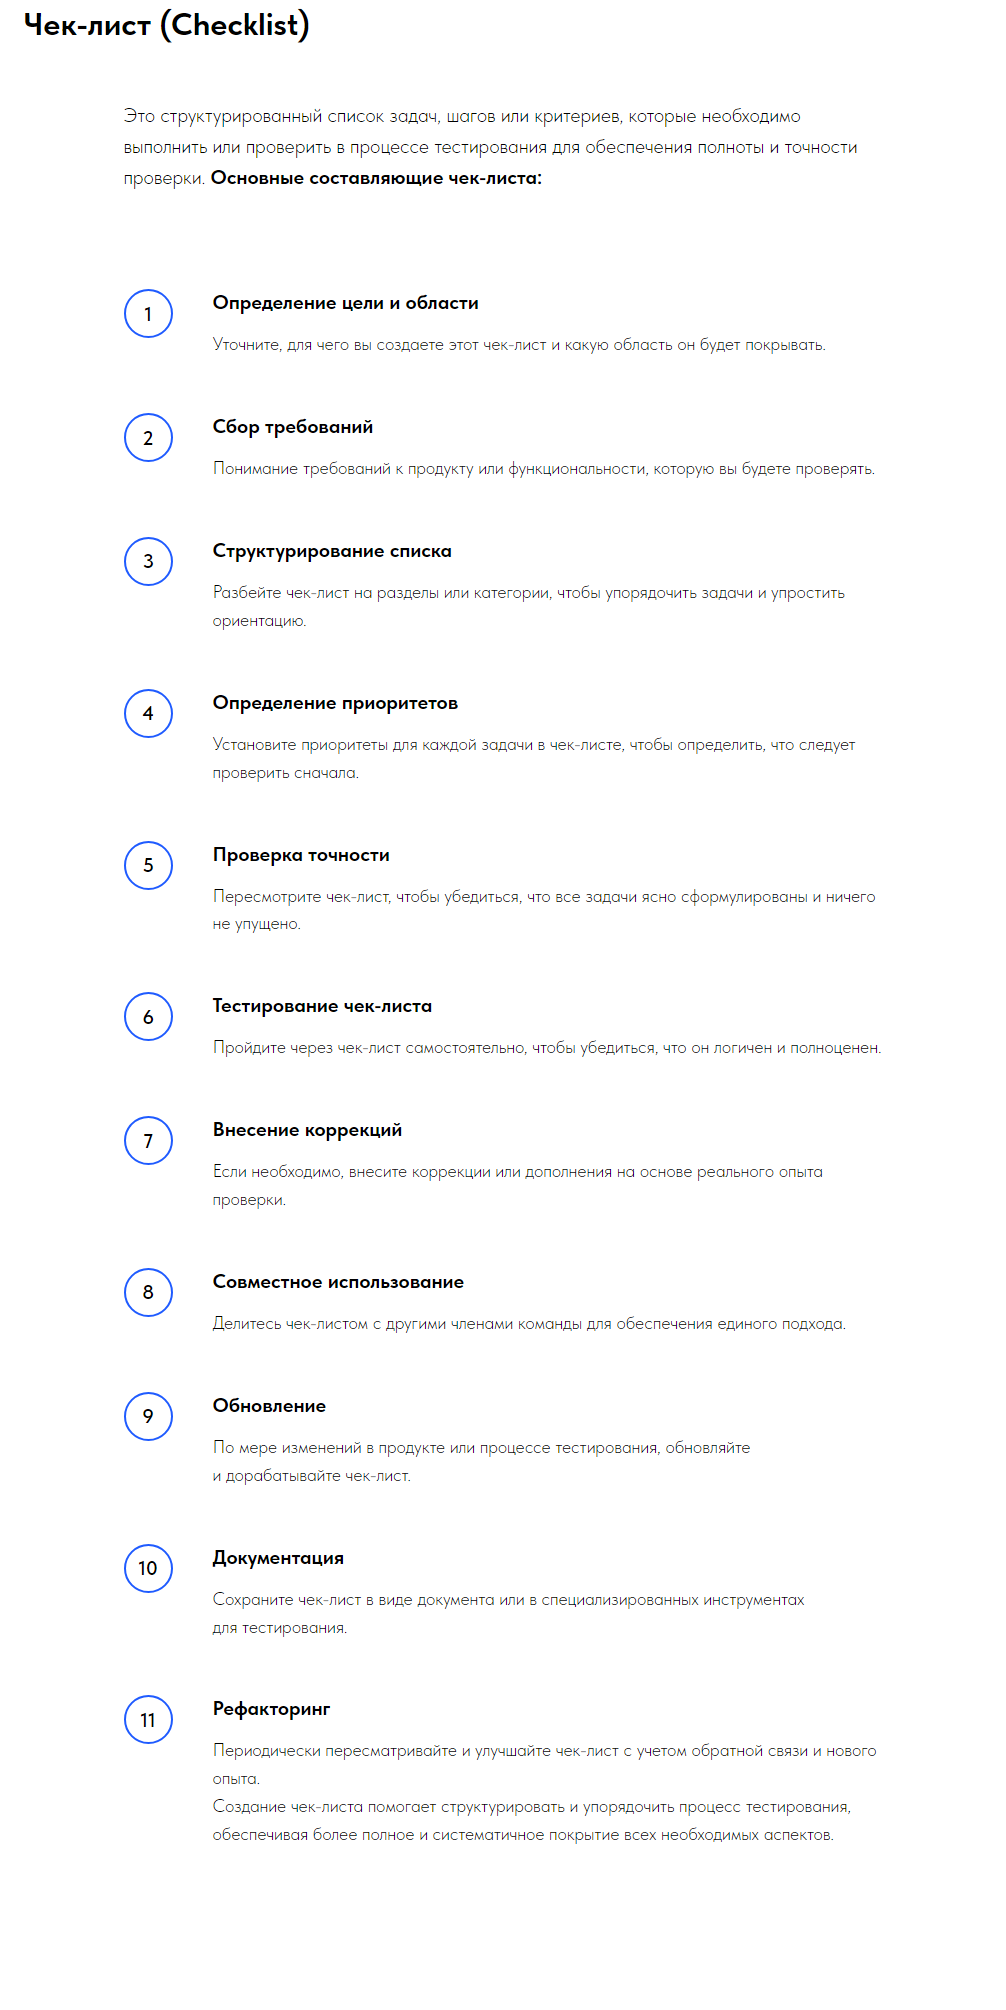 Чек-лист (Checklist)
Это структурированный список задач, шагов или критериев, которые необходимо
выполнить или проверить в процессе тестирования для обеспечения полноты и точности
проверки. Основные составляющие чек-листа:
1
Определение цели и области
Уточните, для чего вы создаете этот чек-лист и какую область он будет покрывать.
2
Сбор требований
Понимание требований к продукту или функциональности, которую вы будете проверять.
3
Структурирование списка
Разбейте чек-лист на разделы или категории, чтобы упорядочить задачи и упростить
ориентацию.
4
Определение приоритетов
Установите приоритеты для каждой задачи в чек-листе, чтобы определить, что следует
проверить сначала.
5
Проверка точности
Пересмотрите чек-лист, чтобы убедиться, что все задачи ясно сформулированы и ничего
не упущено.
6
Тестирование чек-листа
Пройдите через чек-лист самостоятельно, чтобы убедиться, что он логичен и полноценен.
7
Внесение коррекций
Если необходимо, внесите коррекции или дополнения на основе реального опыта
проверки.
8
Совместное использование
Делитесь чек-листом с другими членами команды для обеспечения единого подхода.
9
Обновление
По мере изменений в продукте или процессе тестирования, обновляйте
и дорабатывайте чек-лист.
10
Документация
Сохраните чек-лист в виде документа или в специализированных инструментах
для тестирования.
11
Рефакторинг
Периодически пересматривайте и улучшайте чек-лист с учетом обратной связи и нового
опыта.
Создание чек-листа помогает структурировать и упорядочить процесс тестирования,
обеспечивая более полное и систематичное покрытие всех необходимых аспектов.